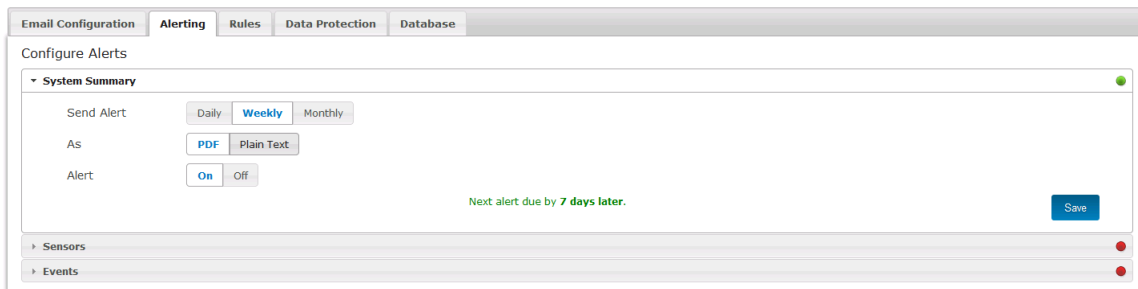 Email Configuration Alerting Rules Data Protection Database
Configure Alerts
System Summary
Send Alert Daily Weekly Monthly
As PDF Plain Text
Alert On Off
Next alert due by 7 days later.
Save
Sensors
Events